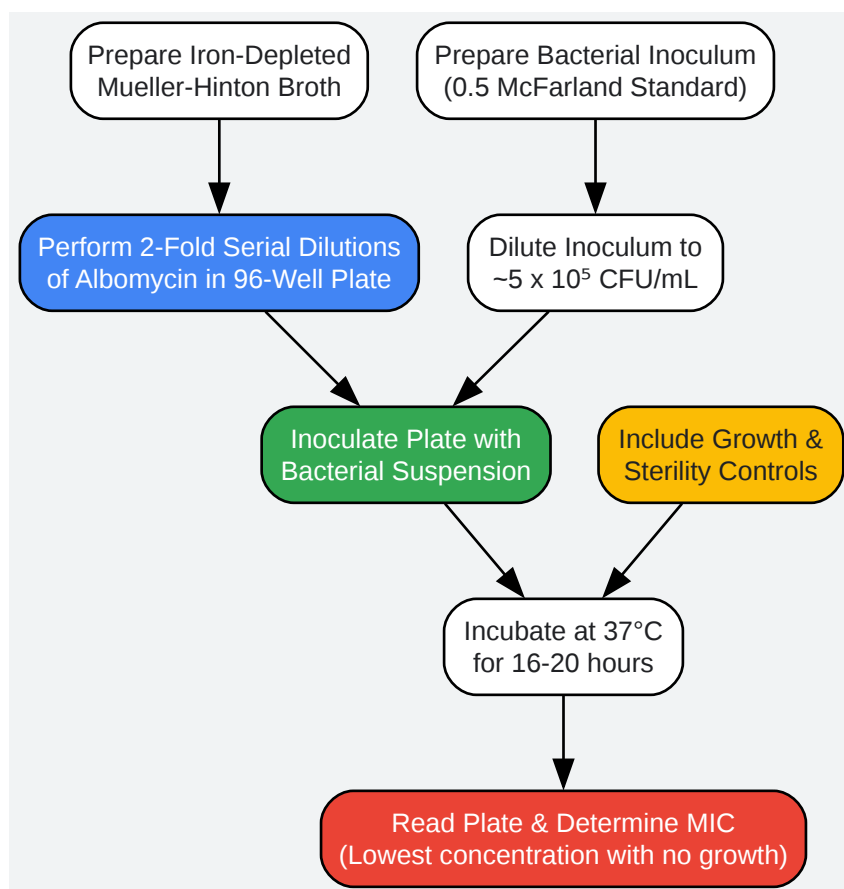 Prepare Iron-Depleted
Mueller-Hinton Broth
Prepare Bacterial Inoculum
(0.5 McFarland Standard)
Perform 2-Fold Serial Dilutions
of Albomycin in 96-Well Plate
Dilute Inoculum to
~5 x 10⁵ CFU/mL
Inoculate Plate with
Bacterial Suspension
Include Growth &
Sterility Controls
Incubate at 37°C
for 16-20 hours
Read Plate & Determine MIC
(Lowest concentration with no growth)